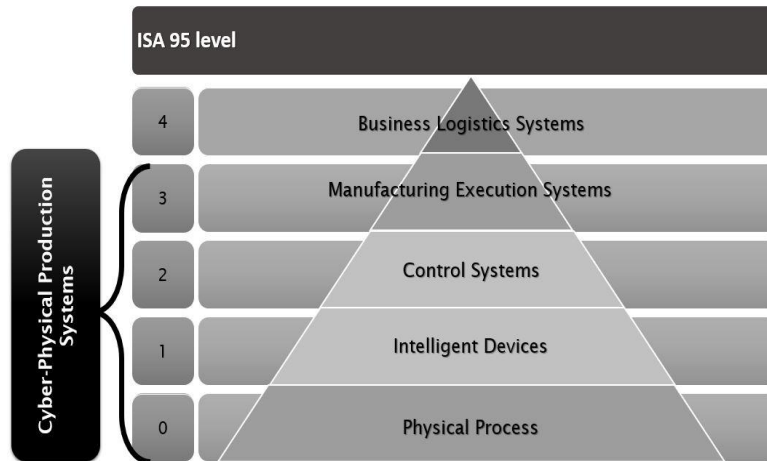 ISA 95 level
4
Business Logistics Systems
3
Manufacturing Execution Systems
2
Control Systems
1
Intelligent Devices
0
Physical Process
Cyber-Physical Production
Systems